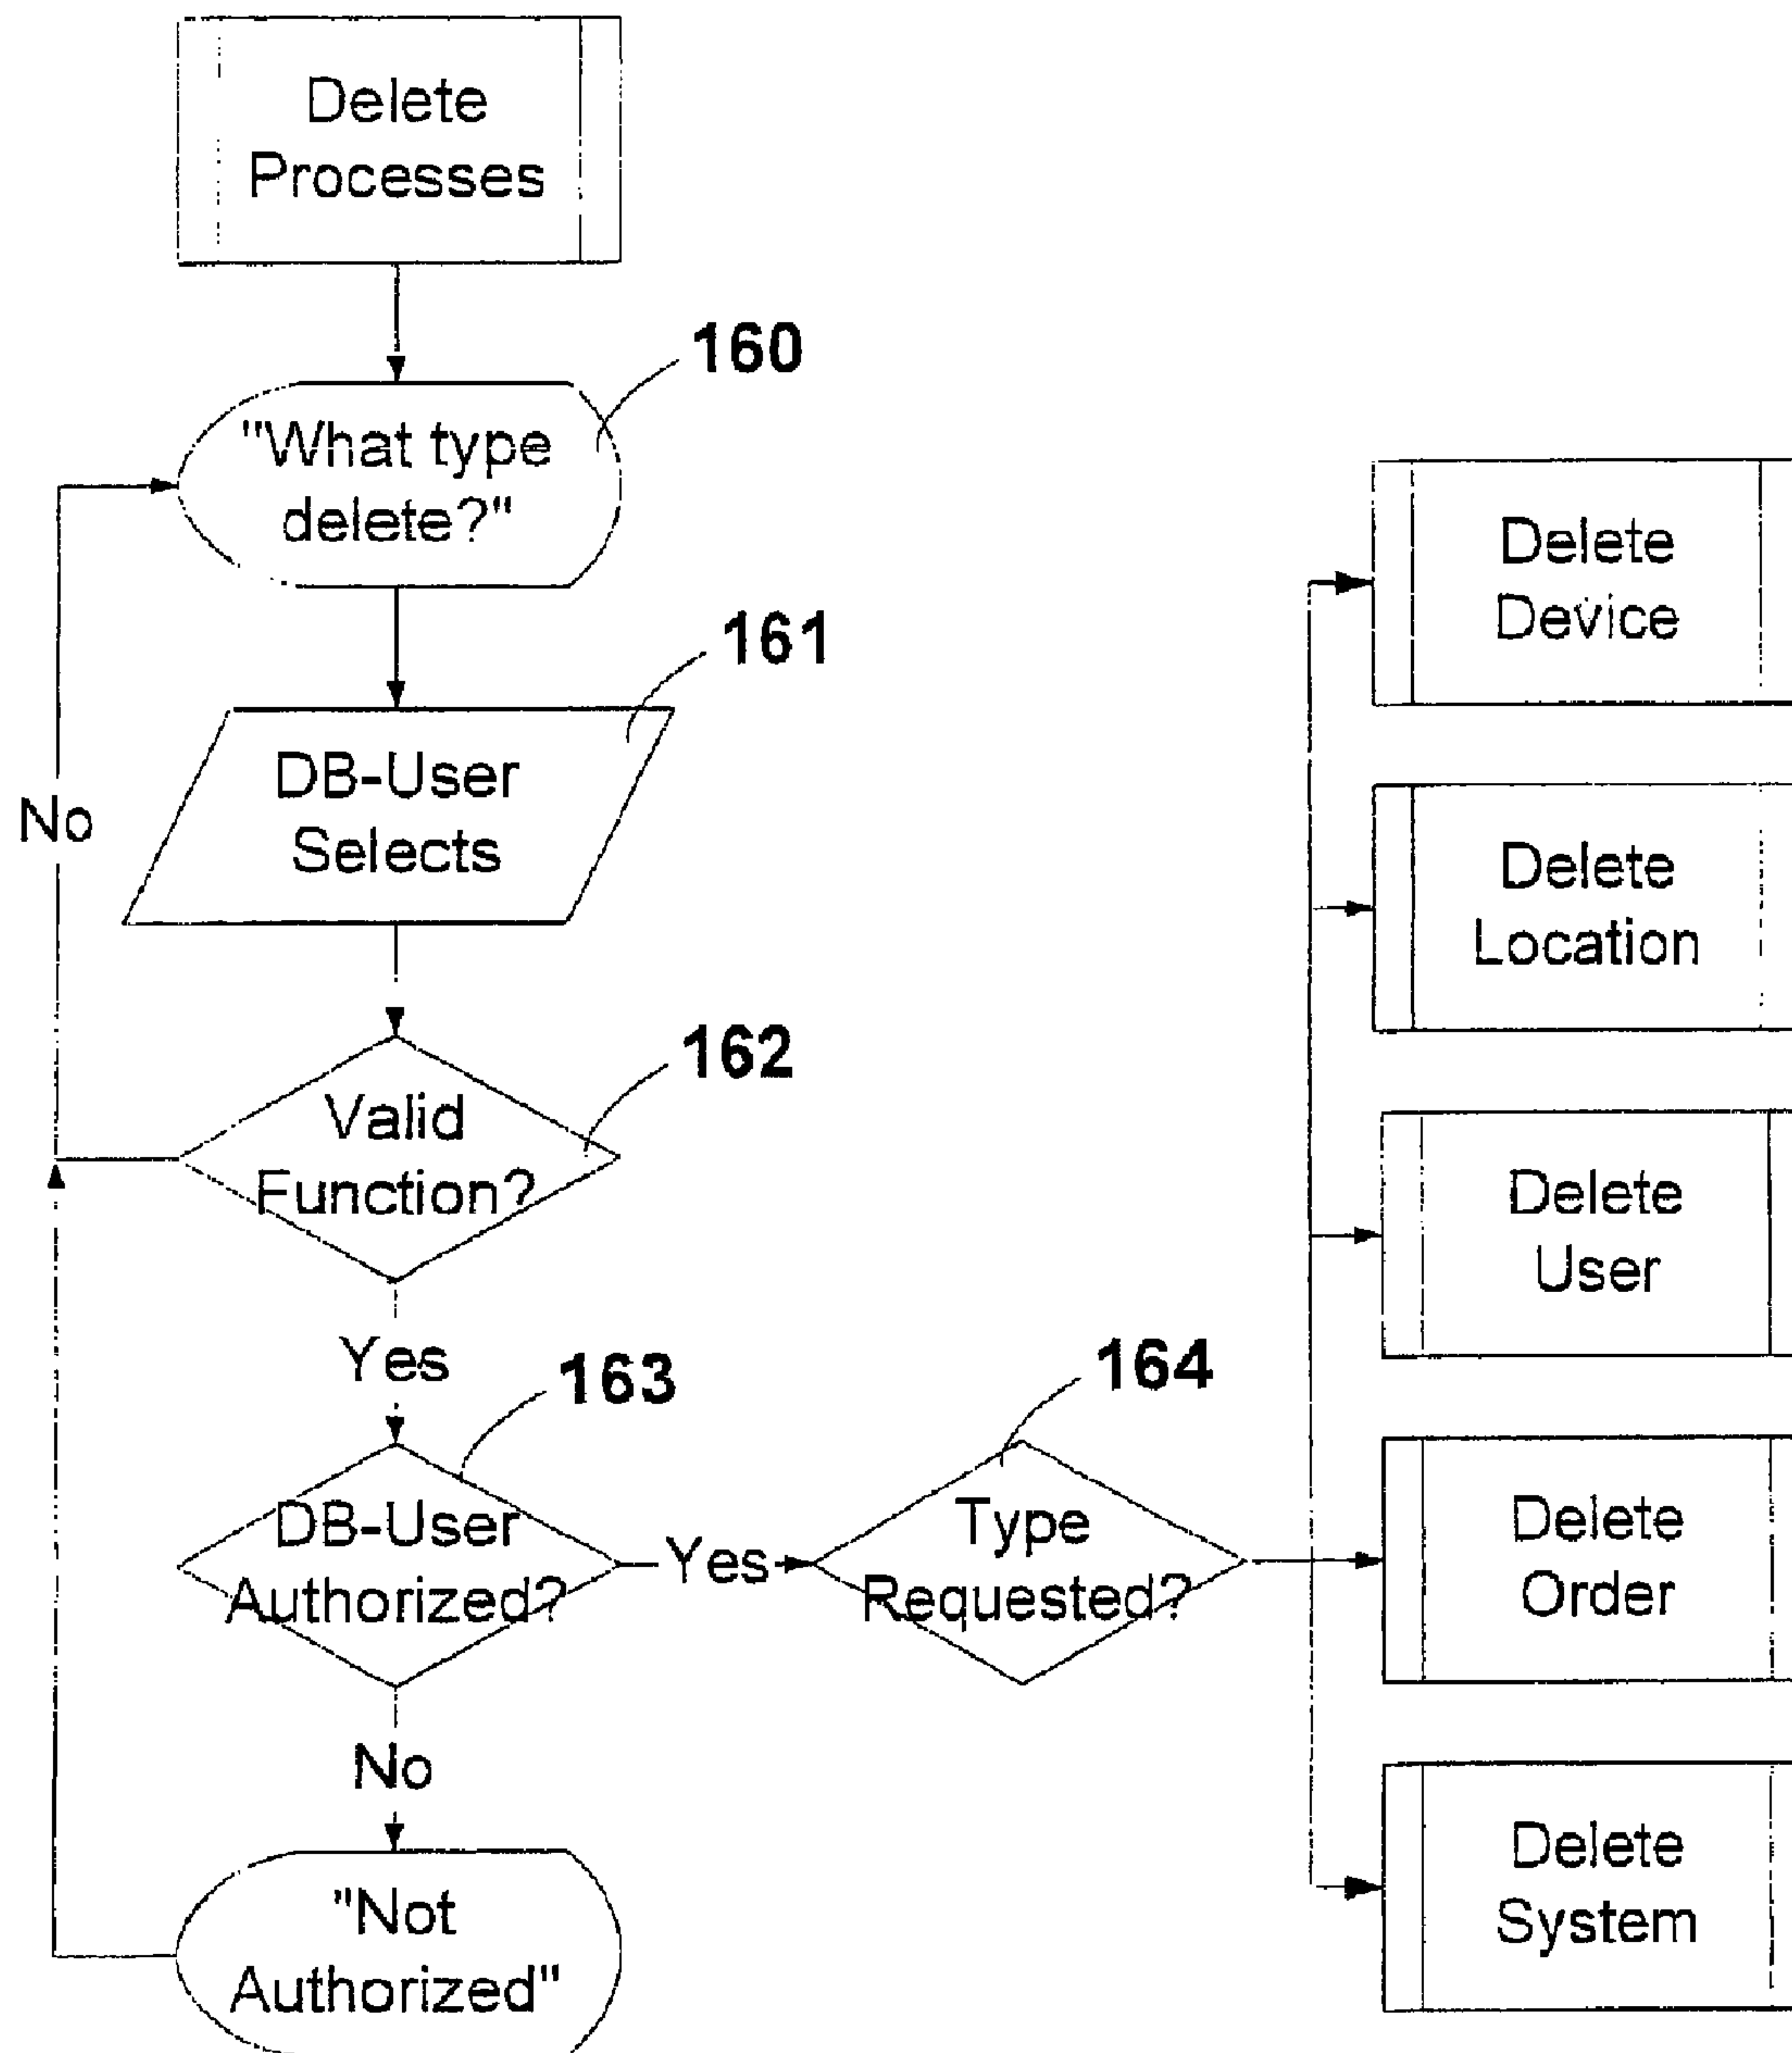 Delete
Processes
160
"What type
delete?"
161
DB-User
Selects
No
162
Valid
Function?
Yes
163
DB-User
Authorized?
Yes
164
Type
Requested?
No
"Not
Authorized"
Delete
Device
Delete
Location
Delete
User
Delete
Order
Delete
System